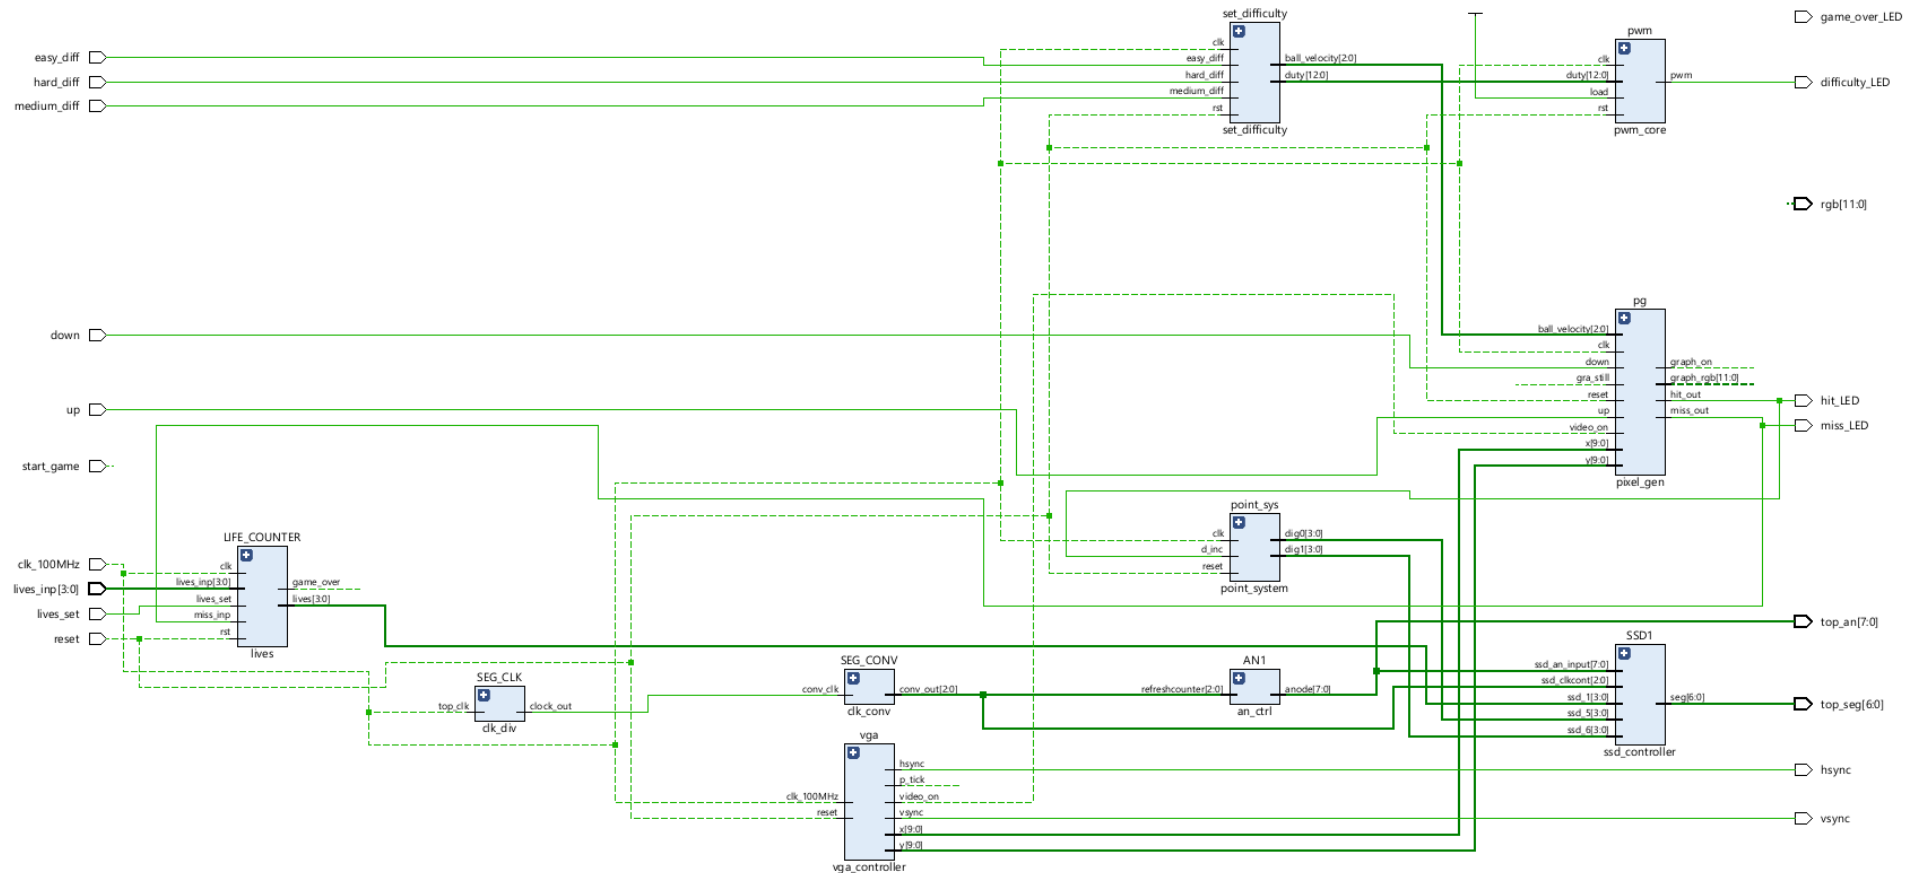 set_difficulty
clk
easy_diff
hard_diff
medium_diff
rst
ball_velocity[2:0]
duty[12:0]
set_difficulty
pwm
clk
duty[12:0]
load
rst
pwm
pwm_core
game_over_LED
difficulty_LED
rgb[11:0]
easy_diff
hard_diff
medium_diff
down
up
start_game
clk_100MHz
lives_inp[3:0]
lives_set
reset
pg
ball_velocity[2:0]
clk
down
gra_still
reset
up
video_on
x[9:0]
y[9:0]
graph_on
graph_rgb[11:0]
hit_out
miss_out
pixel_gen
hit_LED
miss_LED
point_sys
clk
d_inc
reset
dig0[3:0]
dig1[3:0]
point_system
LIFE_COUNTER
clk
lives_inp[3:0]
lives_set
miss_inp
rst
game_over
lives[3:0]
lives
SEG_CLK
top_clk
clock_out
clk_div
SEG_CONV
conv_clk
conv_out[2:0]
clk_conv
AN1
refreshcounter[2:0]
anode[7:0]
an_ctrl
SSD1
ssd_an_input[7:0]
ssd_clkcont[2:0]
ssd_1[3:0]
ssd_5[3:0]
ssd_6[3:0]
seg[6:0]
ssd_controller
top_an[7:0]
top_seg[6:0]
vga
clk_100MHz
reset
hsync
p_tick
video_on
vsync
x[9:0]
y[9:0]
vga_controller
hsync
vsync